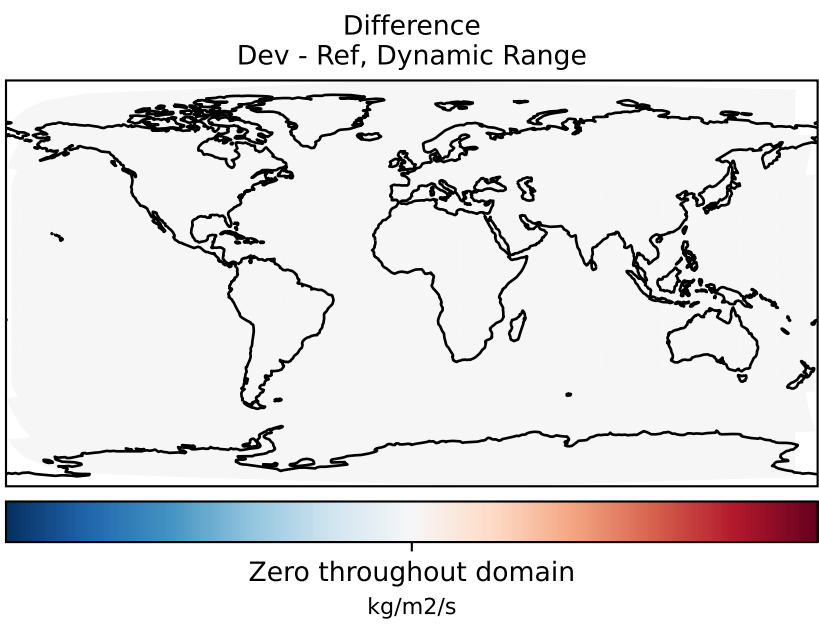 Difference
Dev - Ref, Dynamic Range
Zero throughout domain
kg/m2/s